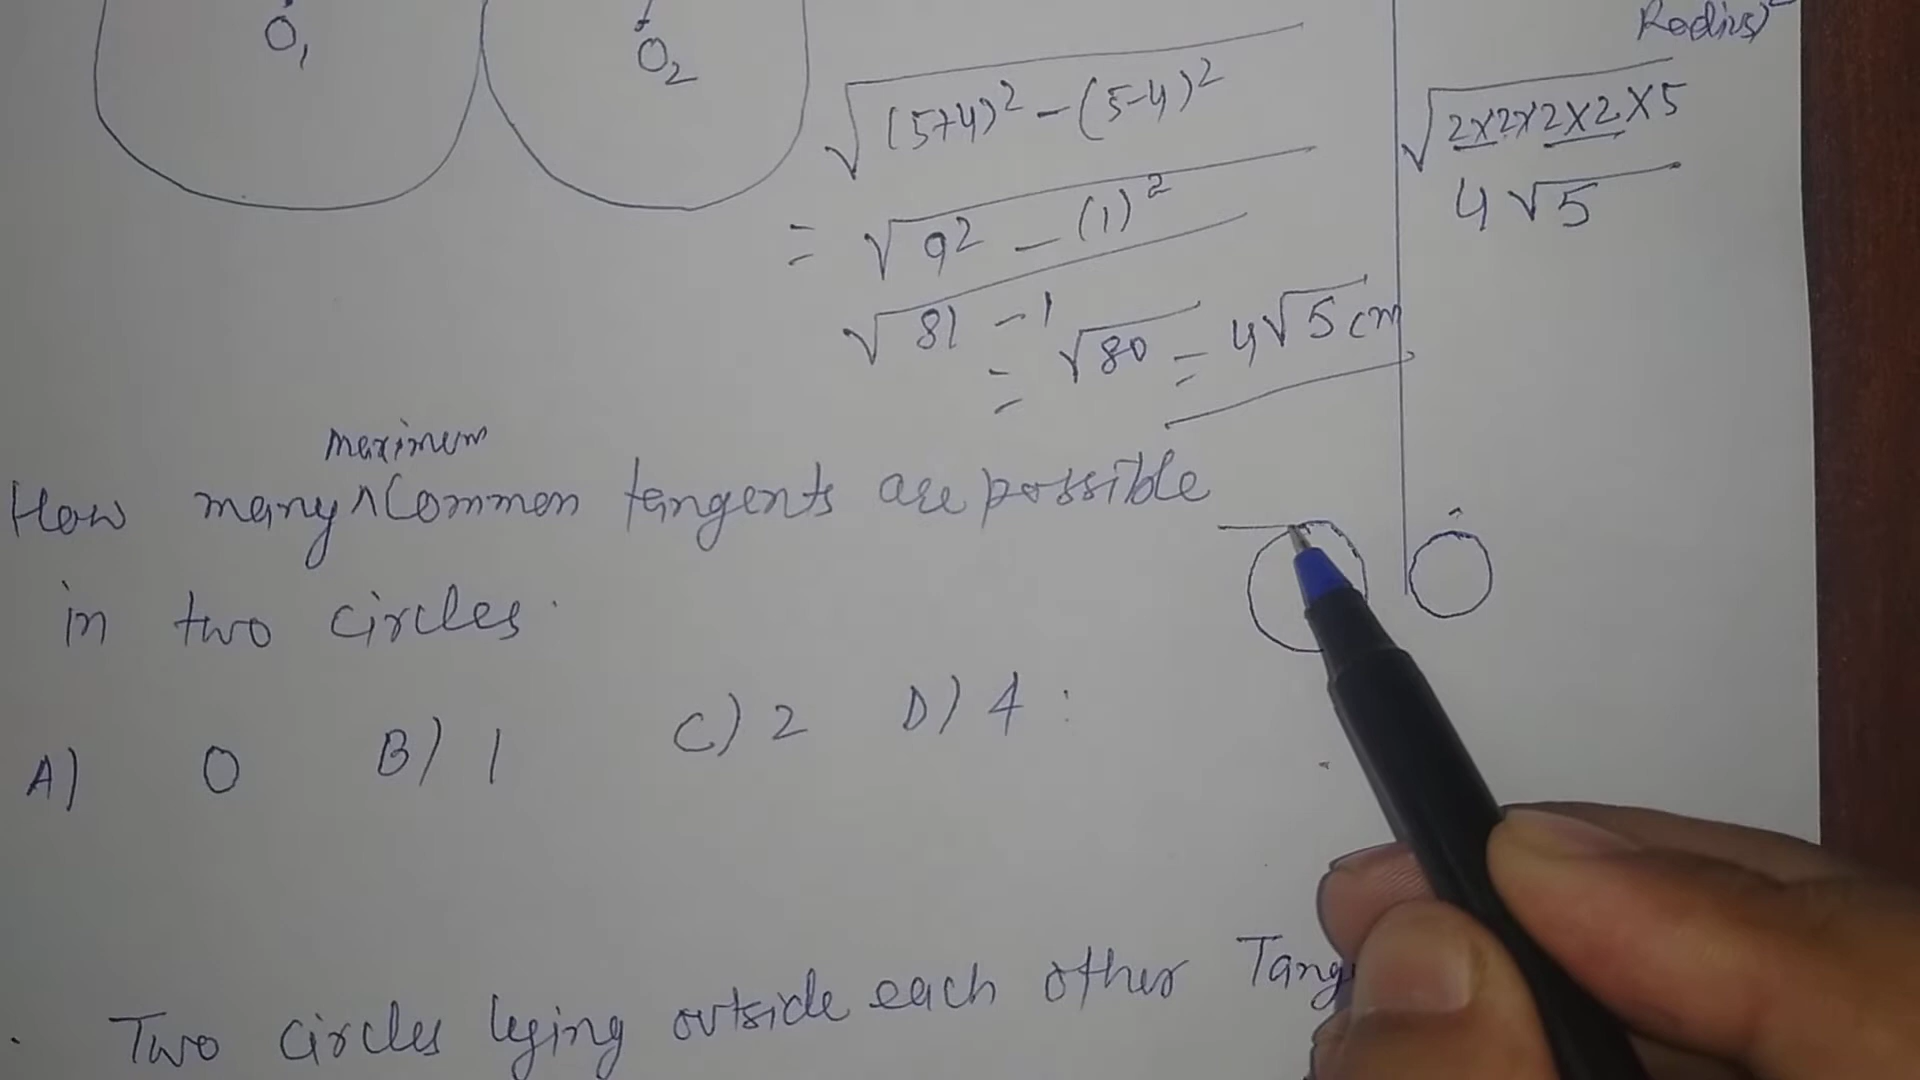 O1
O2
Radius)²
√(5+4)² - (5-4)²
√2×2×2×2×5
= √9² - (1)²
4√5
√81 - 1 = √80 = 4√5 cm
maximum
How many ^ Common tangents are possible
in two circles.
A) 0 B) 1 C) 2 D) 4 :
Two circles lying outside each other Tang